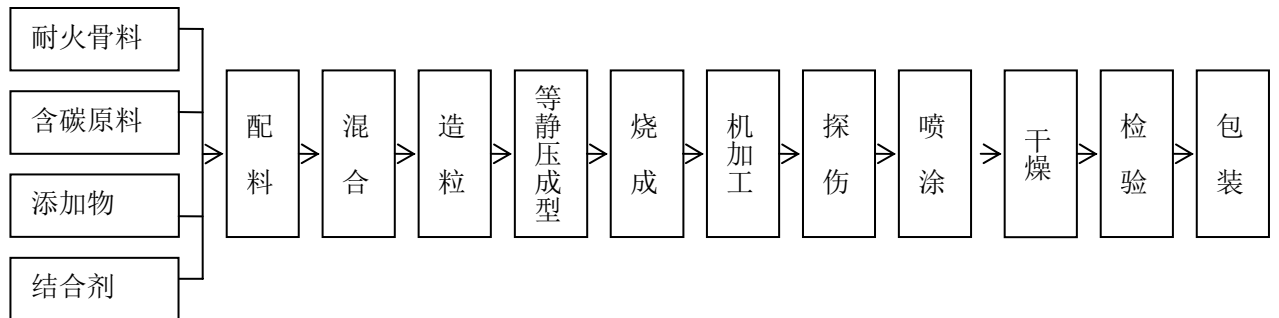 耐火骨料
含碳原料
添加物
结合剂
配料
混合
造粒
等静压成型
烧成
机加工
探伤
喷涂
干燥
检验
包装